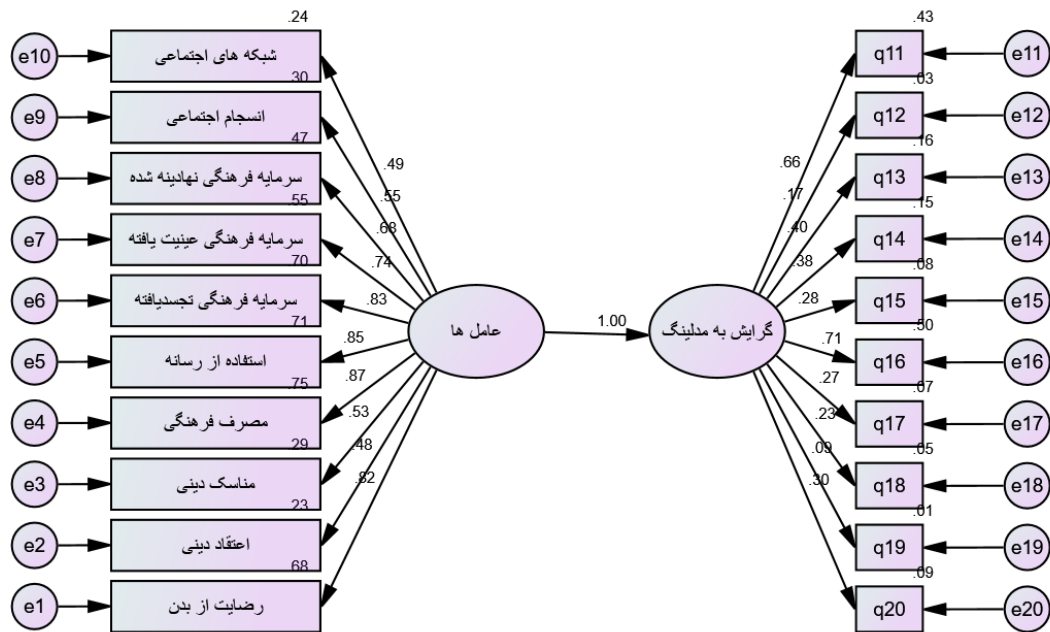 .24
e10
شبکه های اجتماعی
.30
e9
انسجام اجتماعی
.47
e8
سرمایه فرهنگی نهادینه شده
.55
e7
سرمایه فرهنگی عینیت یافته
.70
e6
سرمایه فرهنگی تجسدیافته
.71
e5
استفاده از رسانه
.75
e4
مصرف فرهنگی
.29
e3
مناسک دینی
.23
e2
اعتقاد دینی
.68
e1
رضایت از بدن
.49
.55
.68
.74
.83
.85
.87
.53
.48
.82
عامل ها
1.00
گرایش به مدلینگ
.66
.17
.40
.38
.28
.71
.27
.23
.09
.30
.43
q11
e11
.03
q12
e12
.16
q13
e13
.15
q14
e14
.08
q15
e15
.50
q16
e16
.07
q17
e17
.05
q18
e18
.01
q19
e19
.09
q20
e20